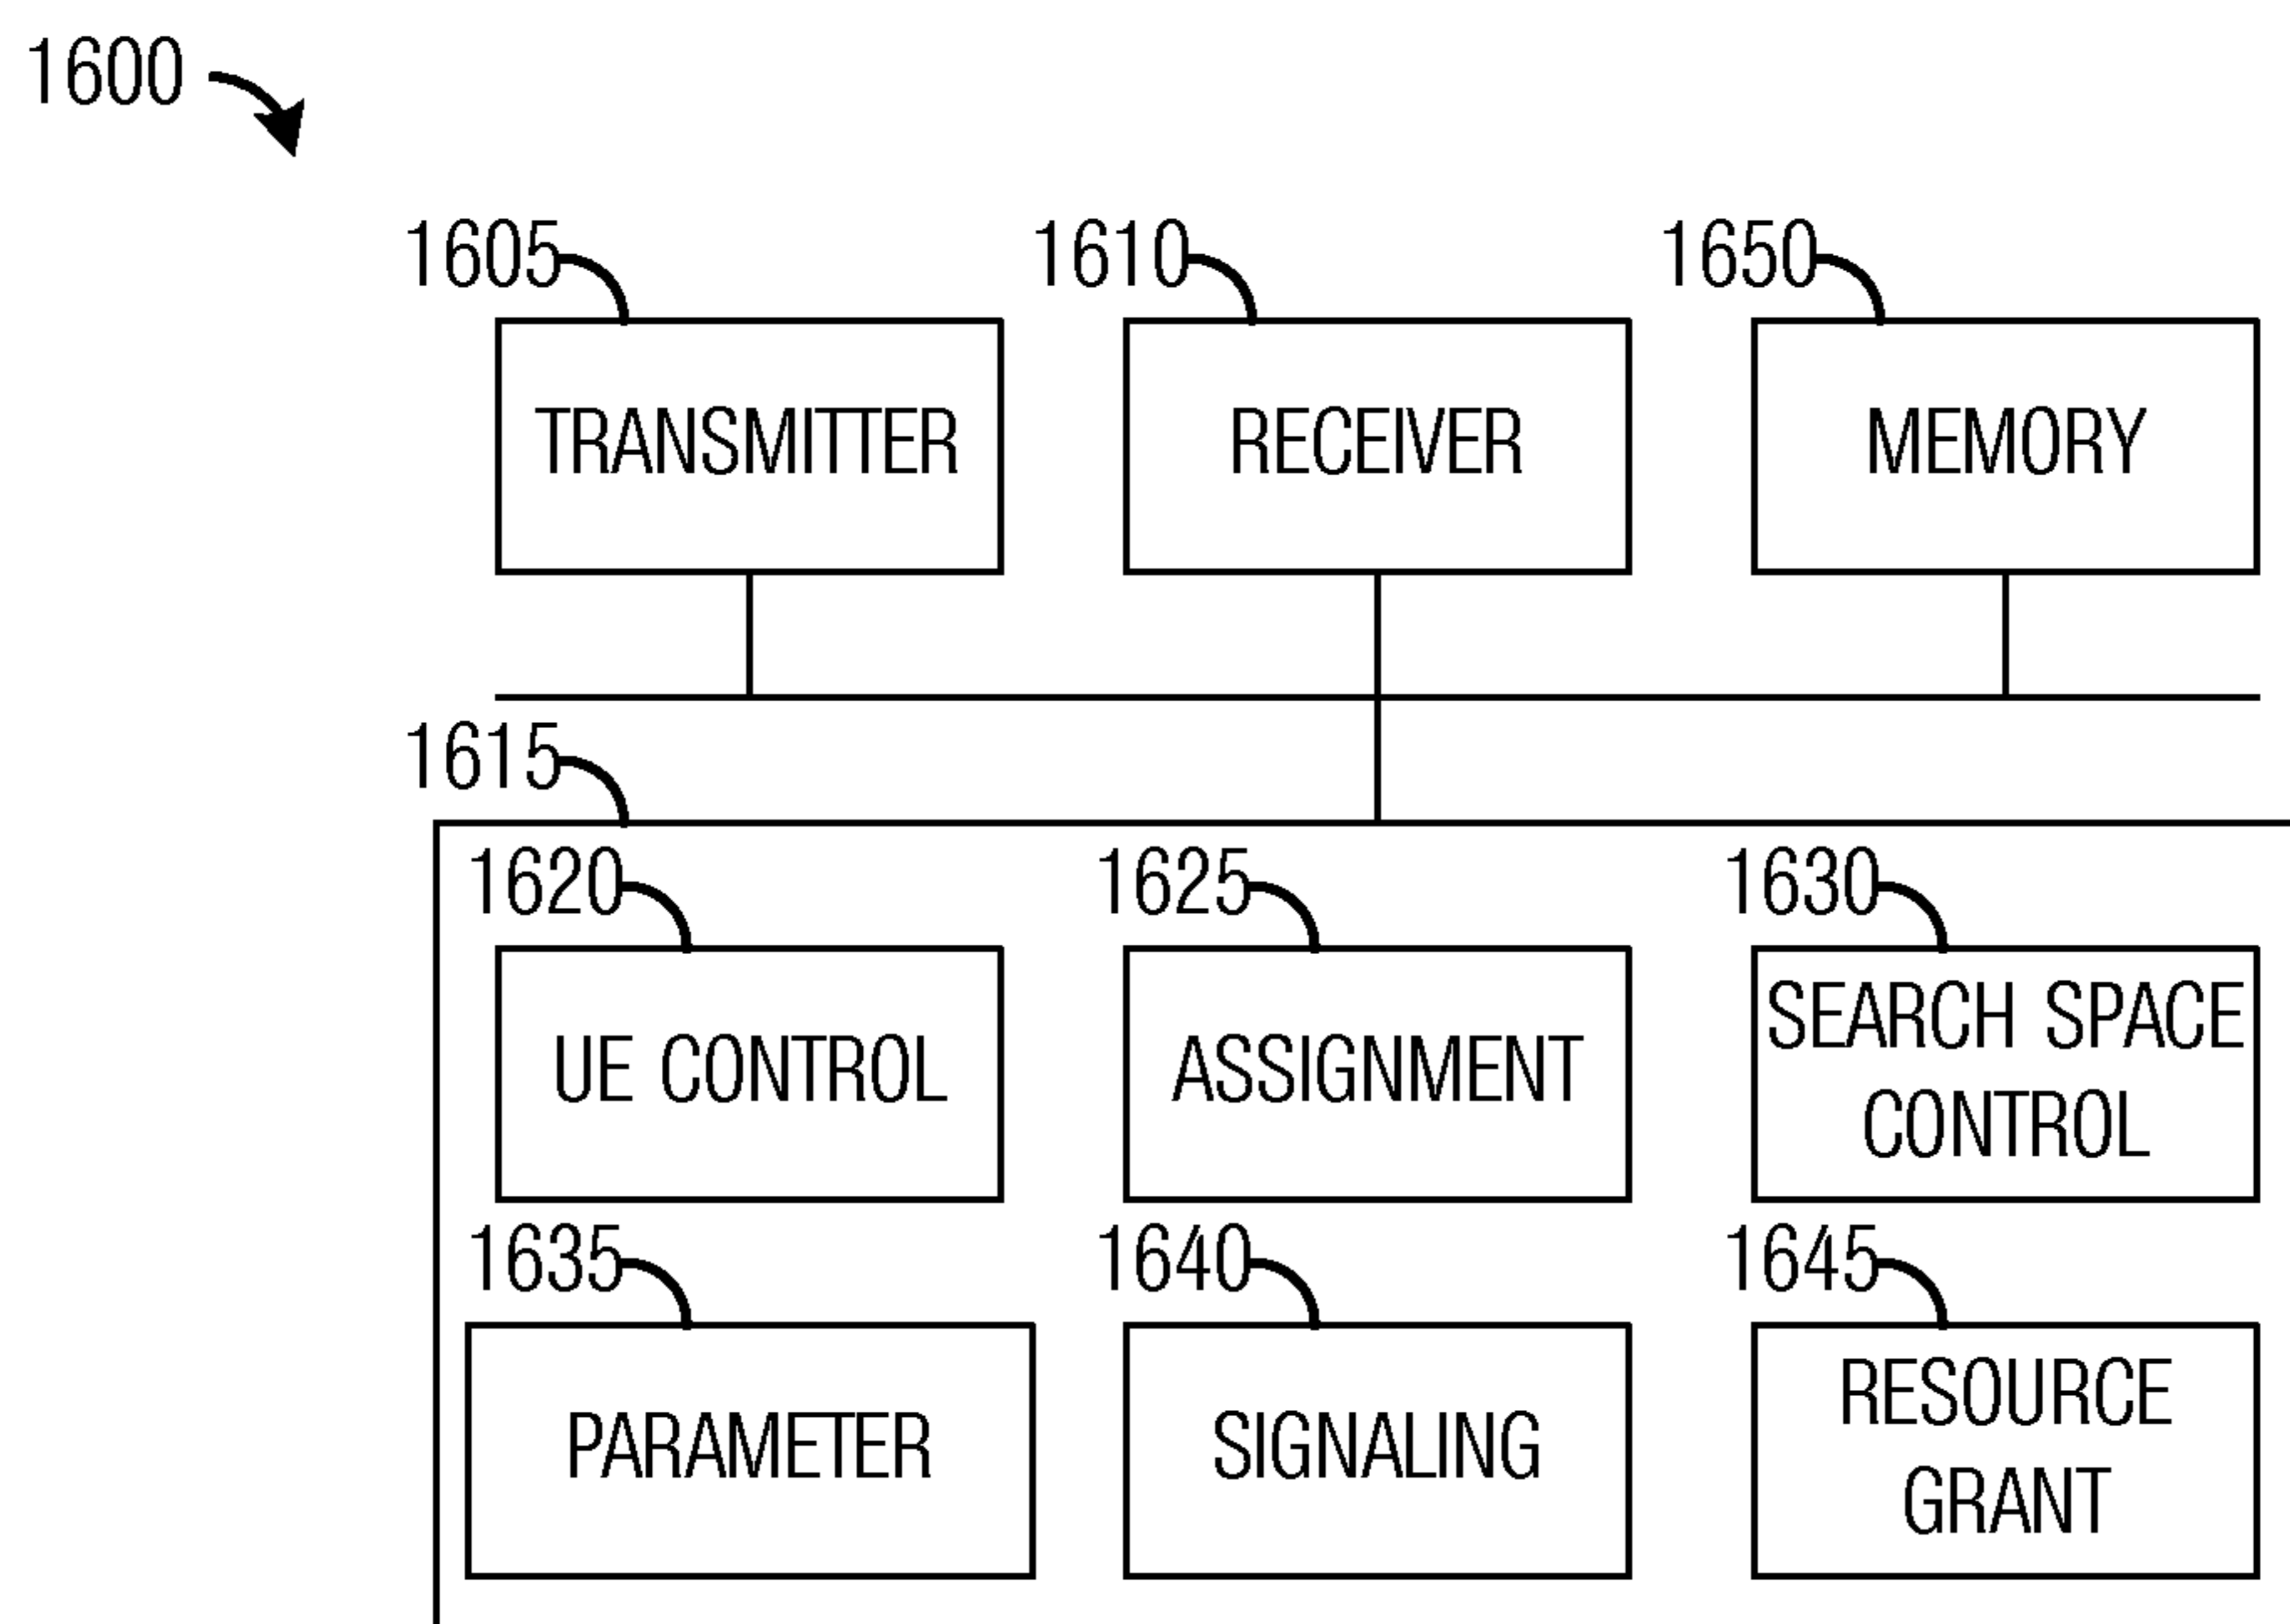 1600
1605
1610
1650
TRANSMITTER
RECEIVER
MEMORY
1615
1620
1625
1630
UE CONTROL
ASSIGNMENT
SEARCH SPACE
CONTROL
1635
1640
1645
PARAMETER
SIGNALING
RESOURCE
GRANT